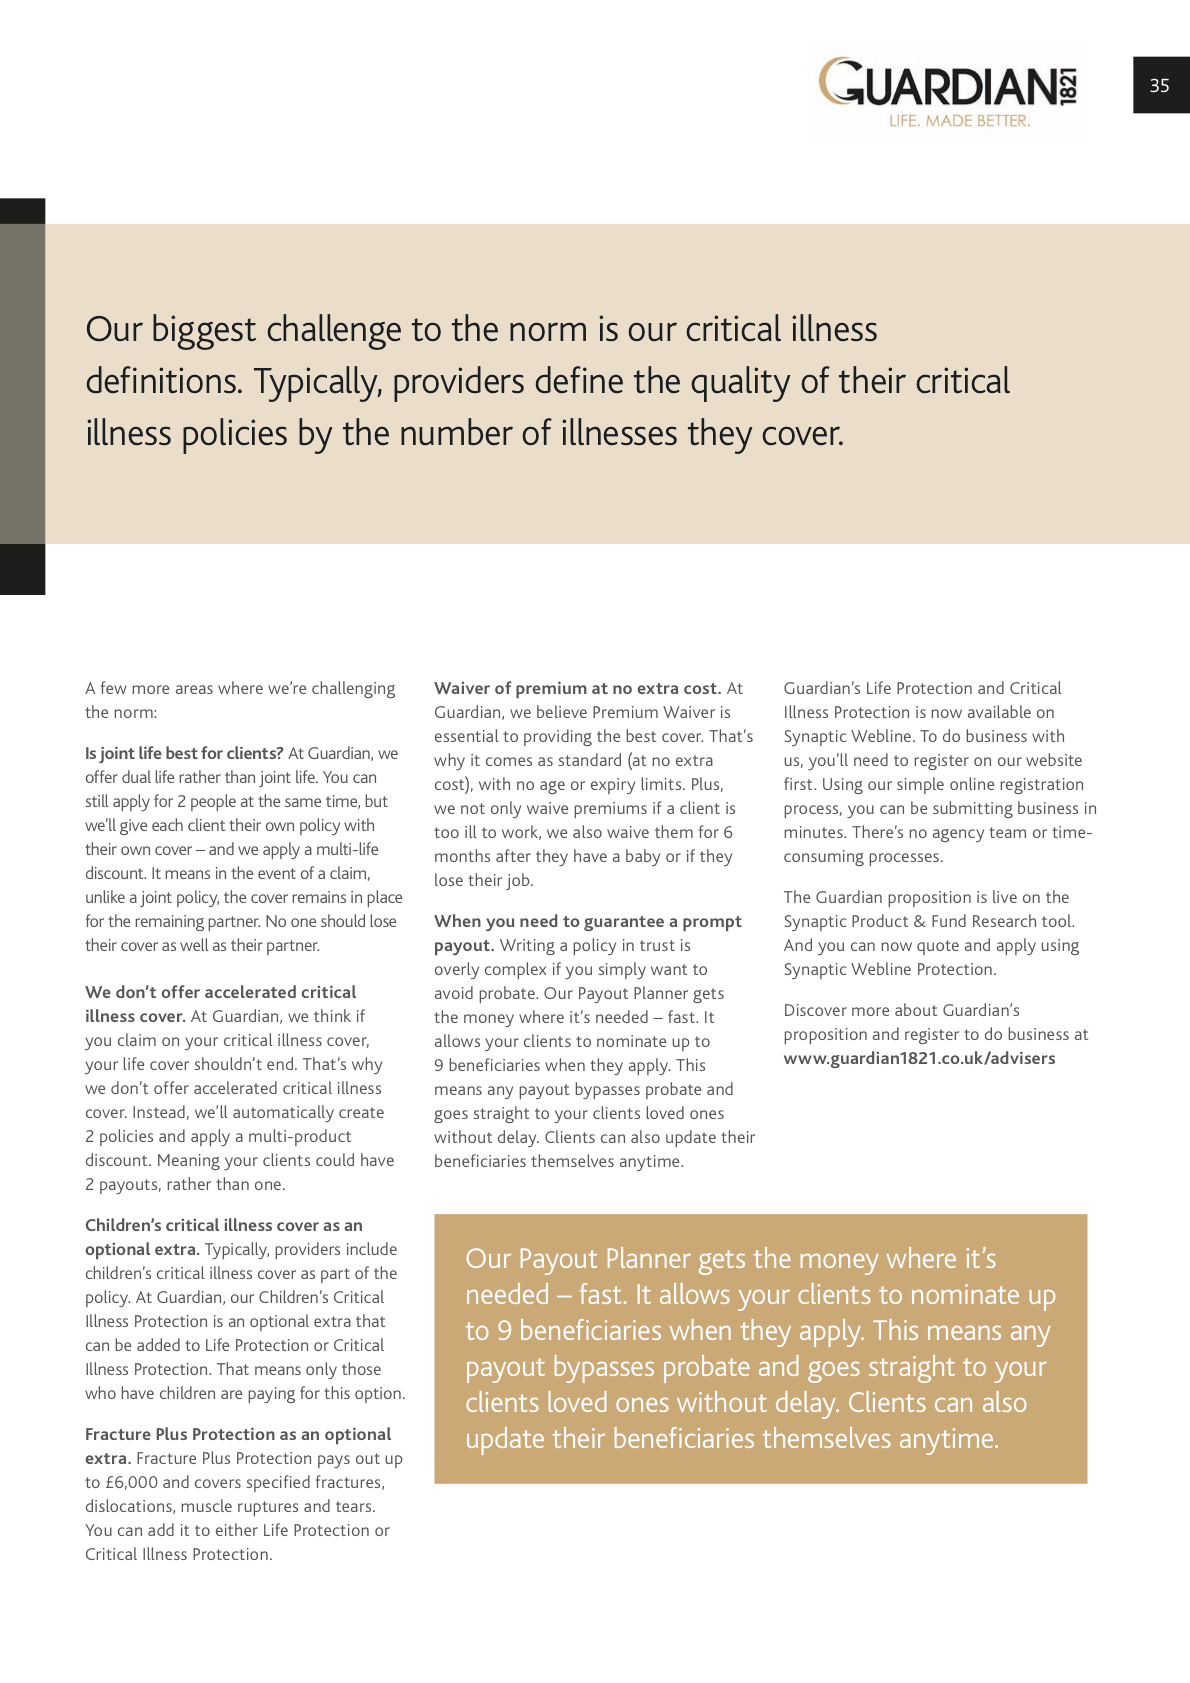 GUARDIAN 1821
LIFE. MADE BETTER.
35
Our biggest challenge to the norm is our critical illness
definitions. Typically, providers define the quality of their critical
illness policies by the number of illnesses they cover.
A few more areas where we're challenging
the norm:
Is joint life best for clients? At Guardian, we
offer dual life rather than joint life. You can
still apply for 2 people at the same time, but
we'll give each client their own policy with
their own cover – and we apply a multi-life
discount. It means in the event of a claim,
unlike a joint policy, the cover remains in place
for the remaining partner. No one should lose
their cover as well as their partner.
We don't offer accelerated critical
illness cover. At Guardian, we think if
you claim on your critical illness cover,
your life cover shouldn't end. That's why
we don't offer accelerated critical illness
cover. Instead, we'll automatically create
2 policies and apply a multi-product
discount. Meaning your clients could have
2 payouts, rather than one.
Children's critical illness cover as an
optional extra. Typically, providers include
children's critical illness cover as part of the
policy. At Guardian, our Children's Critical
Illness Protection is an optional extra that
can be added to Life Protection or Critical
Illness Protection. That means only those
who have children are paying for this option.
Fracture Plus Protection as an optional
extra. Fracture Plus Protection pays out up
to £6,000 and covers specified fractures,
dislocations, muscle ruptures and tears.
You can add it to either Life Protection or
Critical Illness Protection.
Waiver of premium at no extra cost. At
Guardian, we believe Premium Waiver is
essential to providing the best cover. That's
why it comes as standard (at no extra
cost), with no age or expiry limits. Plus,
we not only waive premiums if a client is
too ill to work, we also waive them for 6
months after they have a baby or if they
lose their job.
When you need to guarantee a prompt
payout. Writing a policy in trust is
overly complex if you simply want to
avoid probate. Our Payout Planner gets
the money where it's needed – fast. It
allows your clients to nominate up to
9 beneficiaries when they apply. This
means any payout bypasses probate and
goes straight to your clients loved ones
without delay. Clients can also update their
beneficiaries themselves anytime.
Guardian's Life Protection and Critical
Illness Protection is now available on
Synaptic Webline. To do business with
us, you'll need to register on our website
first. Using our simple online registration
process, you can be submitting business in
minutes. There's no agency team or time-
consuming processes.
The Guardian proposition is live on the
Synaptic Product & Fund Research tool.
And you can now quote and apply using
Synaptic Webline Protection.
Discover more about Guardian's
proposition and register to do business at
www.guardian1821.co.uk/advisers
Our Payout Planner gets the money where it's
needed – fast. It allows your clients to nominate up
to 9 beneficiaries when they apply. This means any
payout bypasses probate and goes straight to your
clients loved ones without delay. Clients can also
update their beneficiaries themselves anytime.